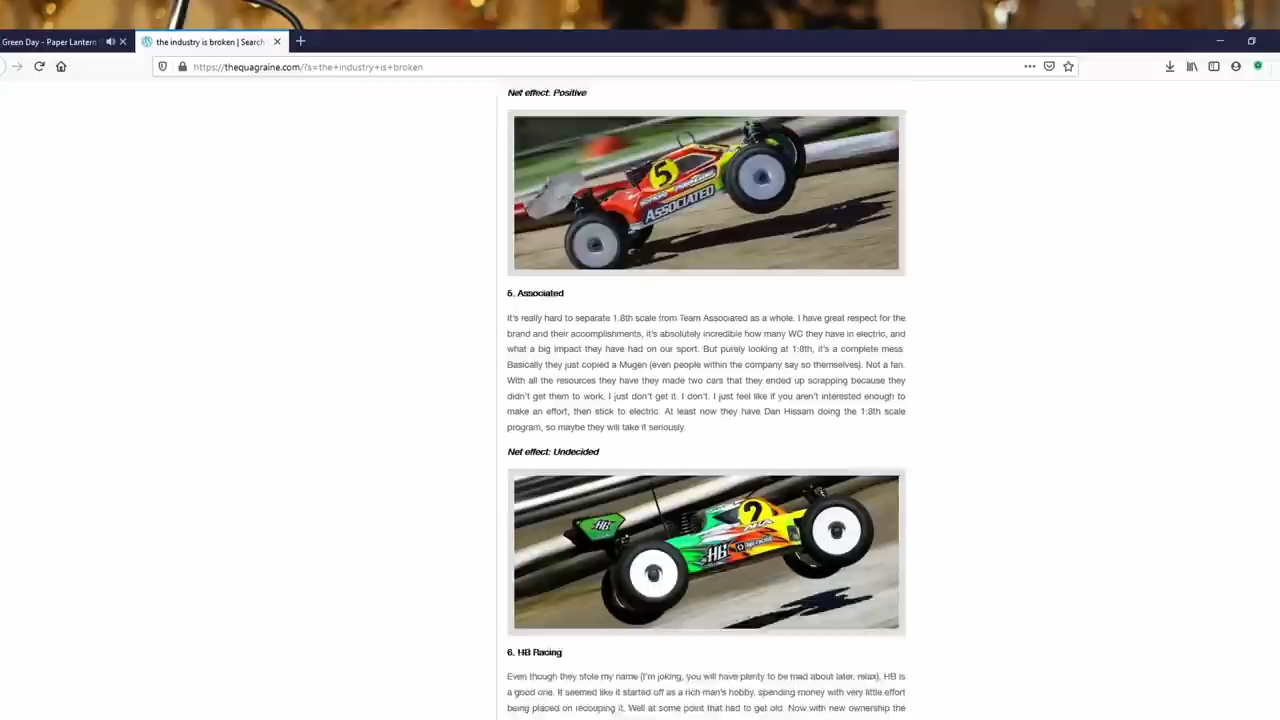 Green Day - Paper Lantern
the industry is broken | Search
https://thequagraine.com/?s=the+industry+is+broken
Net effect: Positive
5
ASSOCIATED
5. Associated
It's really hard to separate 1.8th scale from Team Associated as a whole. I have great respect for the
brand and their accomplishments, it's absolutely incredible how many WC they have in electric, and
what a big impact they have had on our sport. But purely looking at 1:8th, it's a complete mess.
Basically they just copied a Mugen (even people within the company say so themselves). Not a fan.
With all the resources they have they made two cars that they ended up scrapping because they
didn't get them to work, I just don't get it. I don't. I just feel like if you aren't interested enough to
make an effort, then stick to electric. At least now they have Dan Hissam doing the 1:8th scale
program, so maybe they will take it seriously.
Net effect: Undecided
HB
2
HB
6. HB Racing
Even though they stole my name (I'm joking, you will have plenty to be mad about later, relax), HB is
a good one. It seemed like it started off as a rich man's hobby, spending money with very little effort
being placed on recouping it. Well at some point that had to get old. Now with new ownership the